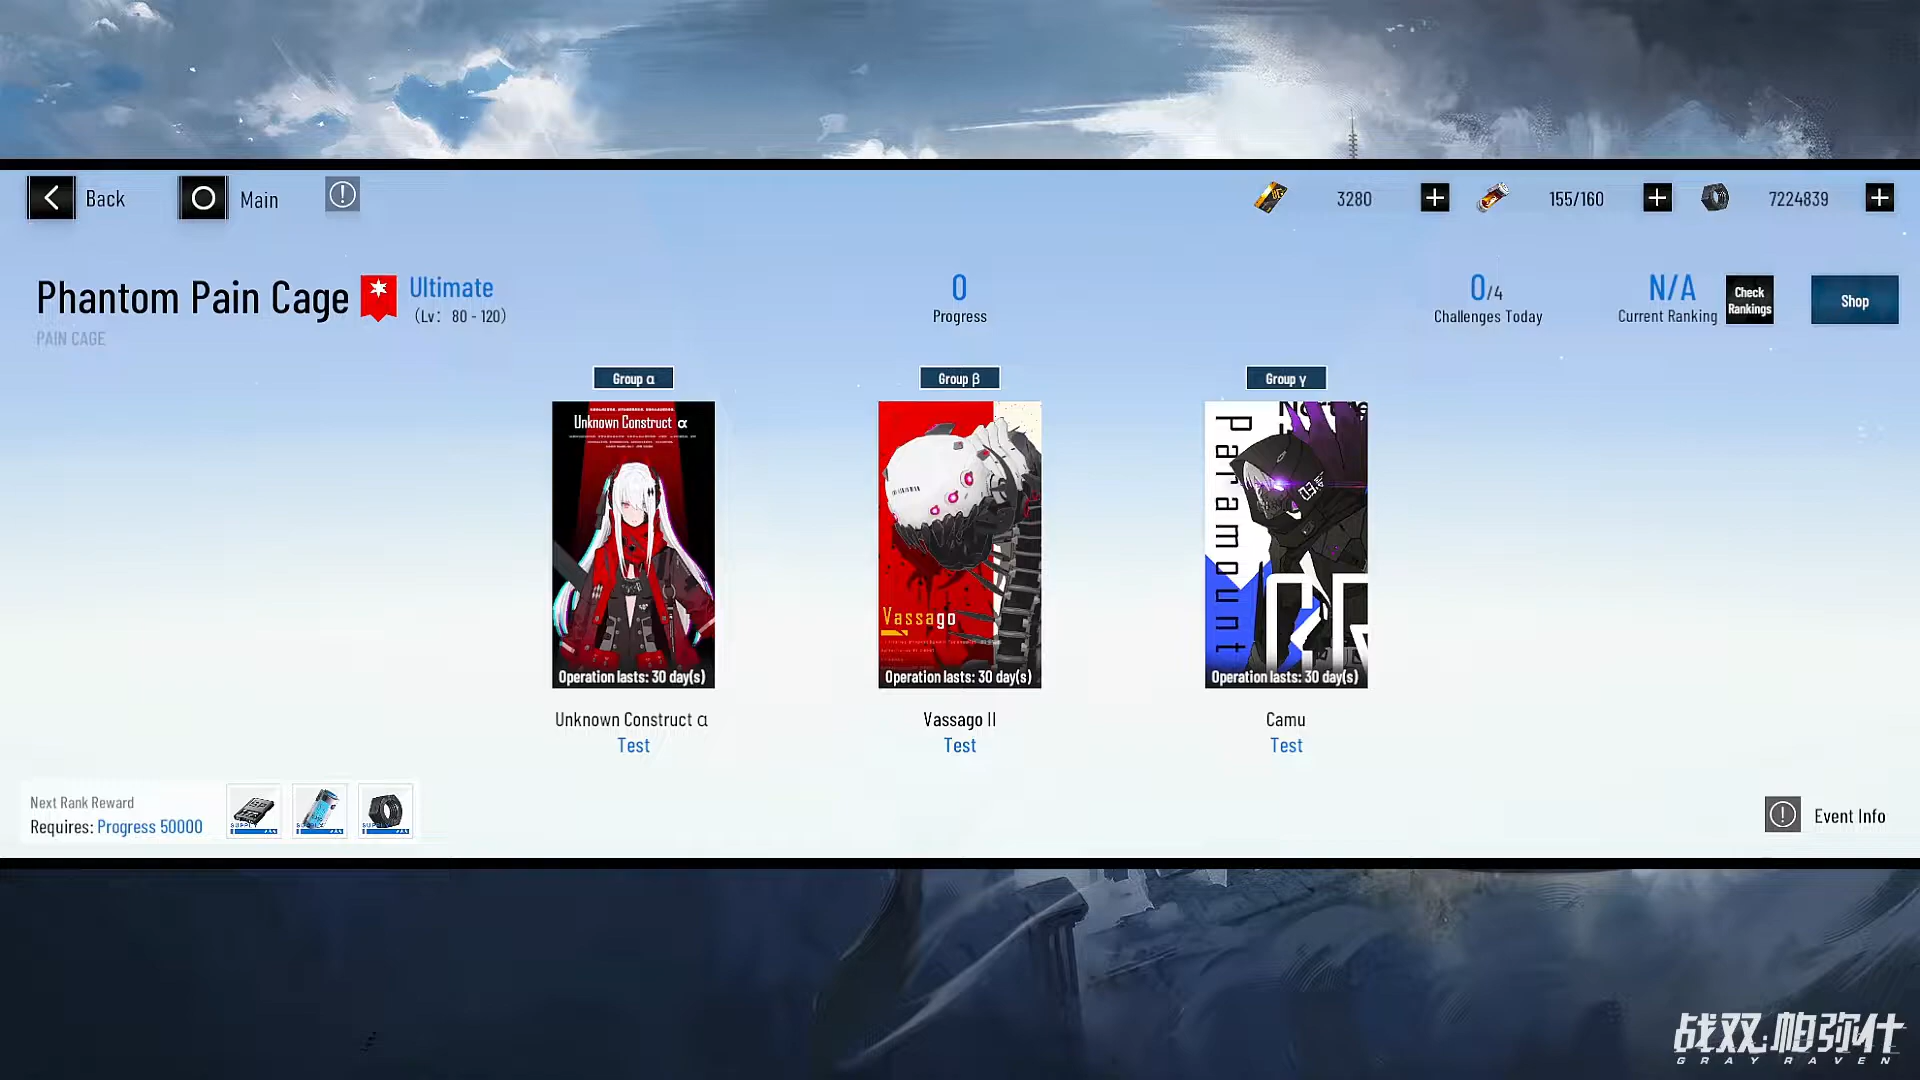 Back
Main
3280
155/160
7224839
Phantom Pain Cage
PAIN CAGE
Ultimate
(Lv: 80 - 120)
0
Progress
0/4
Challenges Today
N/A
Current Ranking
Check
Rankings
Shop
Group α
Unknown Construct α
Operation lasts: 30 day(s)
Unknown Construct α
Test
Group β
Vassago
Operation lasts: 30 day(s)
Vassago II
Test
Group γ
Paramount
Operation lasts: 30 day(s)
Camu
Test
Next Rank Reward
Requires: Progress 50000
SUPPLY
SUPPLY
SUPPLY
Event Info
战双:帕弥什
GRAY RAVEN